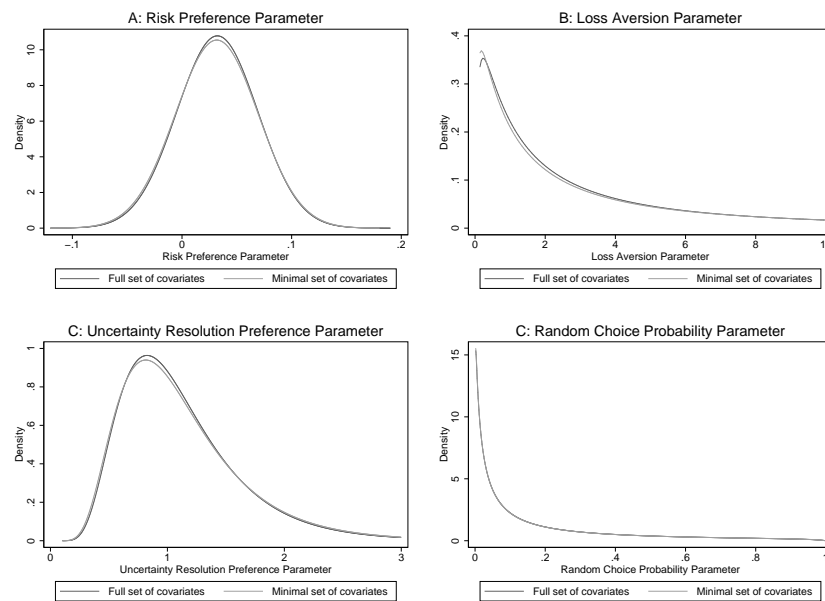 A: Risk Preference Parameter
Density
10
8
6
4
2
0
−.1
0
.1
.2
Risk Preference Parameter
Full set of covariates
Minimal set of covariates
B: Loss Aversion Parameter
Density
.4
.3
.2
.1
0
0
2
4
6
8
1
Loss Aversion Parameter
Full set of covariates
Minimal set of covariates
C: Uncertainty Resolution Preference Parameter
Density
1
.8
.6
.4
.2
0
0
1
2
3
Uncertainty Resolution Preference Parameter
Full set of covariates
Minimal set of covariates
C: Random Choice Probability Parameter
Density
15
10
5
0
0
.2
.4
.6
.8
1
Random Choice Probability Parameter
Full set of covariates
Minimal set of covariates